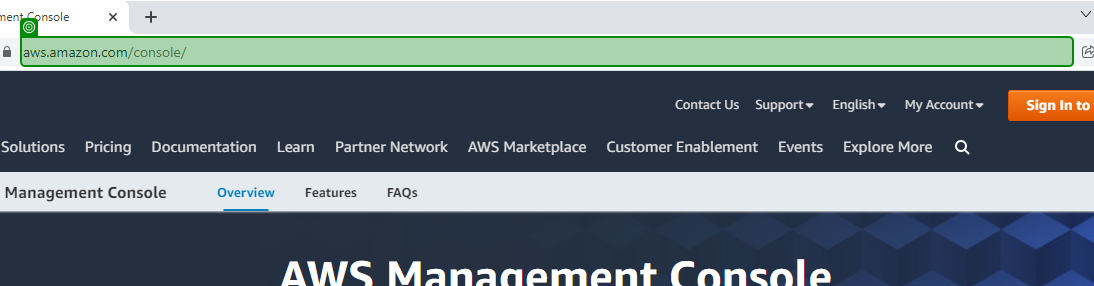 ment Console
aws.amazon.com/console/
Contact Us Support English My Account Sign In to
Solutions Pricing Documentation Learn Partner Network AWS Marketplace Customer Enablement Events Explore More
Management Console Overview Features FAQs
AWS Management Console